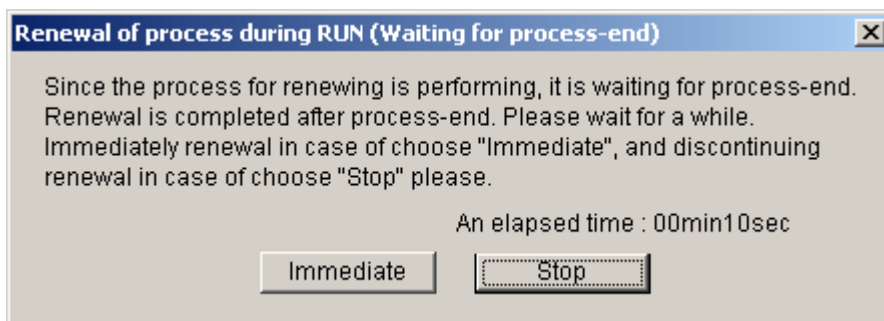 Renewal of process during RUN (Waiting for process-end)
Since the process for renewing is performing, it is waiting for process-end.
Renewal is completed after process-end. Please wait for a while.
Immediately renewal in case of choose "Immediate", and discontinuing
renewal in case of choose "Stop" please.
An elapsed time : 00min10sec
Immediate Stop